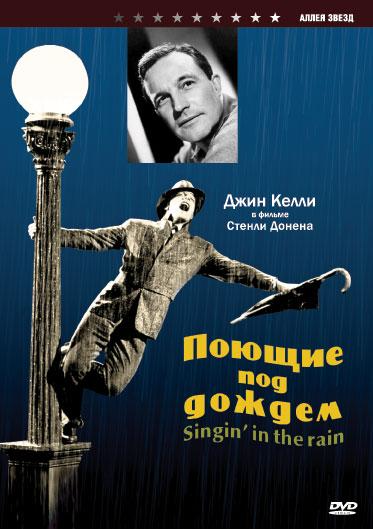 АЛЛЕЯ ЗВЕЗД
Джин Келли
в фильме
Стенли Донена
Поющие
под
дождем
Singin' in the rain
DVD